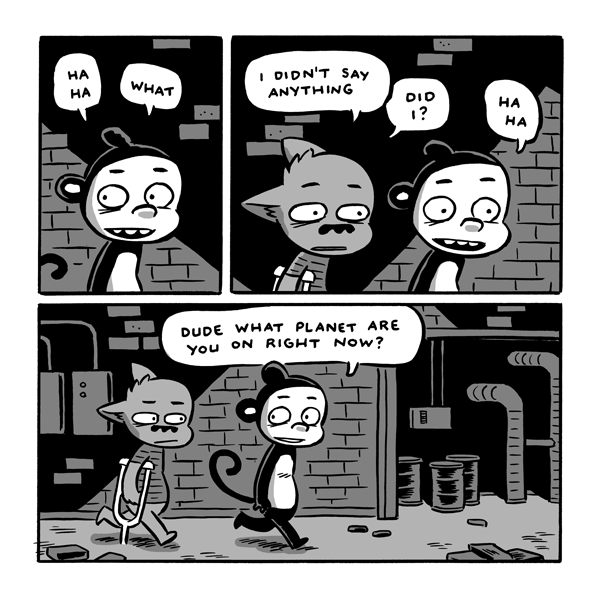 HA
HA
WHAT
I DIDN'T SAY
ANYTHING
DID
I?
HA
HA
DUDE WHAT PLANET ARE
YOU ON RIGHT NOW?